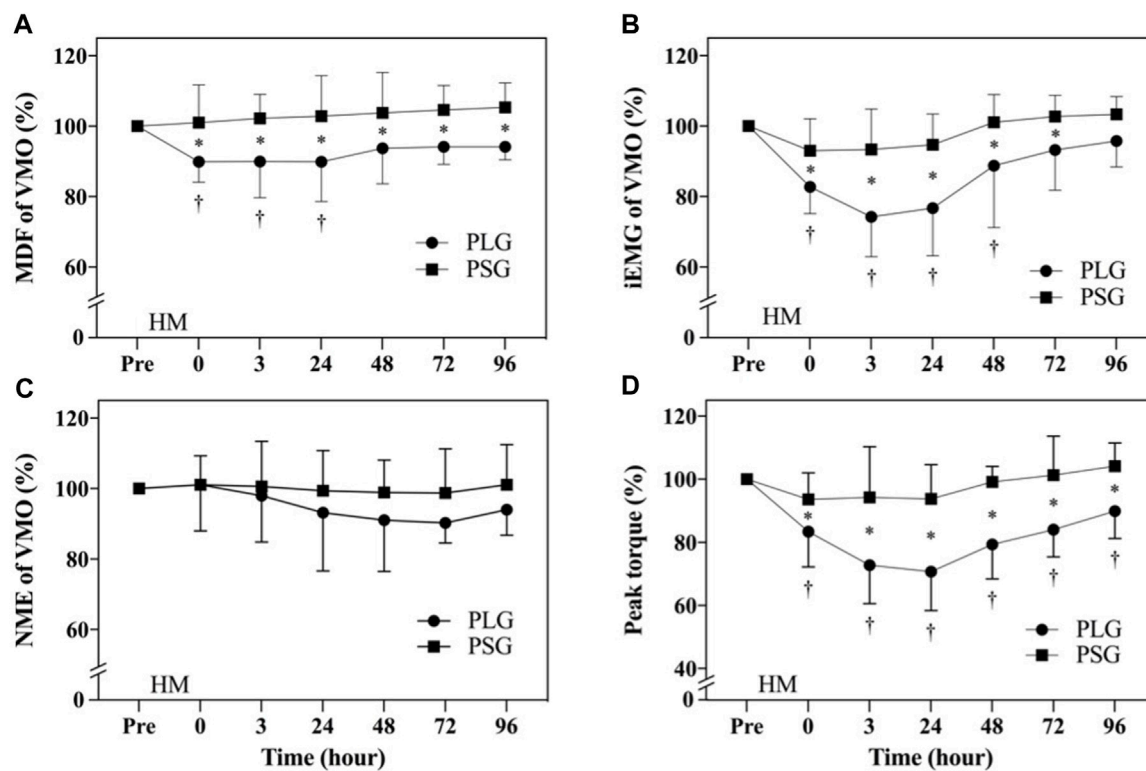 A
MDF of VMO (%)
120
100
80
60
0
* * * * * *
† † †
PLG
PSG
HM
Pre 0 3 24 48 72 96
B
iEMG of VMO (%)
120
100
80
60
0
* * * * *
† † † †
PLG
PSG
HM
Pre 0 3 24 48 72 96
C
NME of VMO (%)
120
100
80
60
0
PLG
PSG
HM
Pre 0 3 24 48 72 96
Time (hour)
D
Peak torque (%)
120
100
80
60
40
0
* * * * * *
† † † † † †
PLG
PSG
HM
Pre 0 3 24 48 72 96
Time (hour)